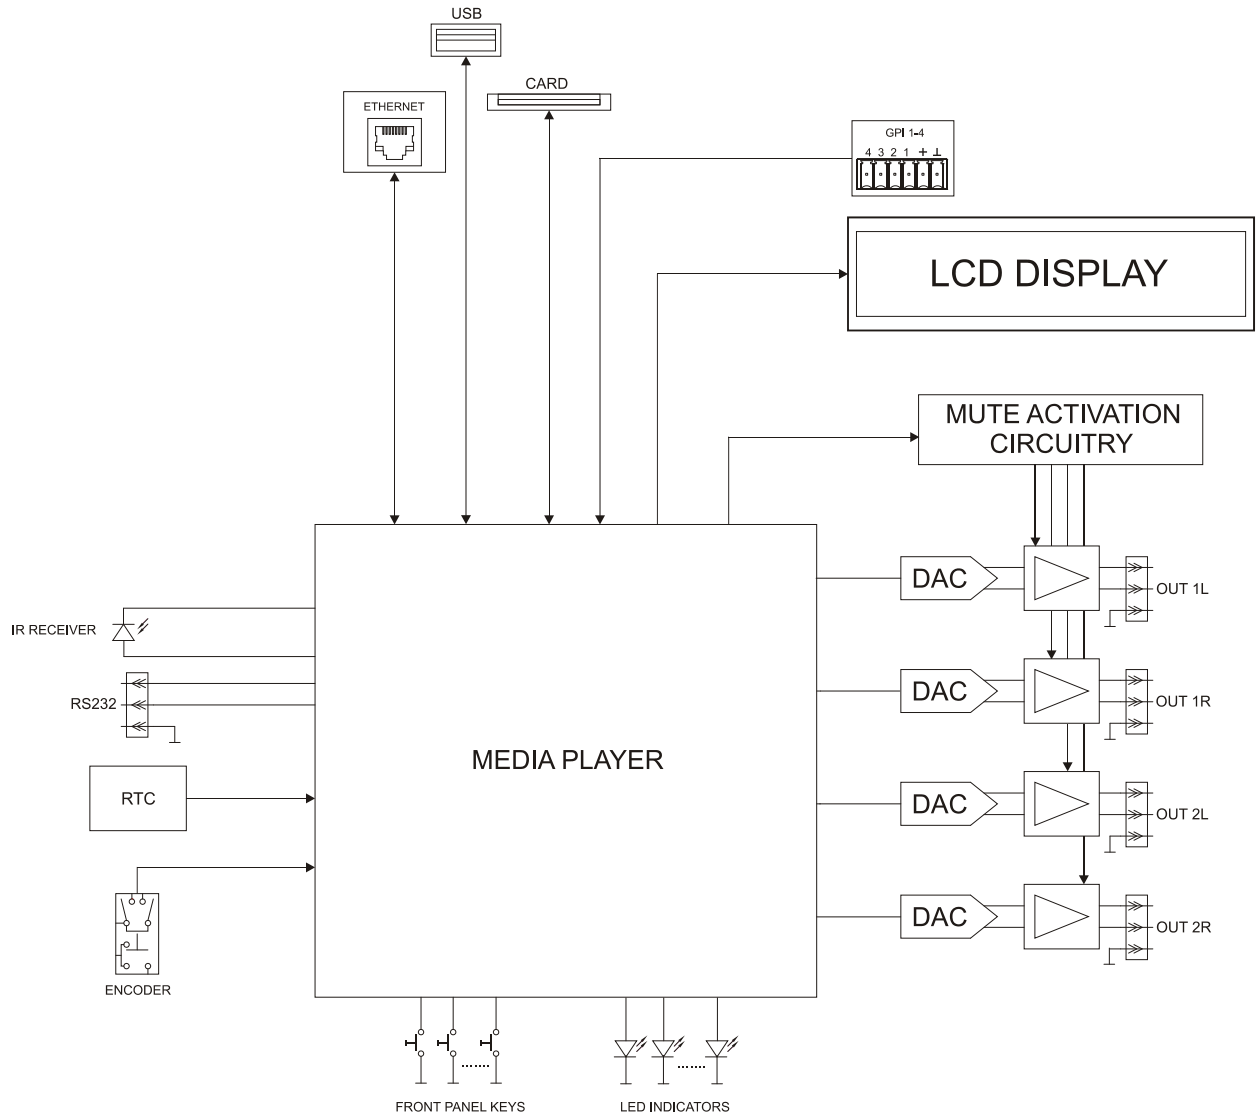 USB
CARD
ETHERNET
GPI 1-4
4 3 2 1 + ⊥
LCD DISPLAY
MUTE ACTIVATION
CIRCUITRY
DAC
OUT 1L
IR RECEIVER
DAC
OUT 1R
RS232
MEDIA PLAYER
RTC
DAC
OUT 2L
DAC
OUT 2R
ENCODER
FRONT PANEL KEYS
LED INDICATORS